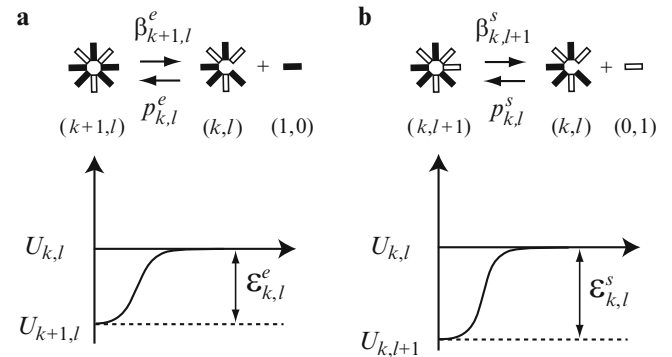 a
β^e_{k+1,l}
+
p^e_{k,l}
(k+1,l) (k,l) (1,0)
U_{k,l}
ε^e_{k,l}
U_{k+1,l}
b
β^s_{k,l+1}
+
p^s_{k,l}
(k,l+1) (k,l) (0,1)
U_{k,l}
ε^s_{k,l}
U_{k,l+1}